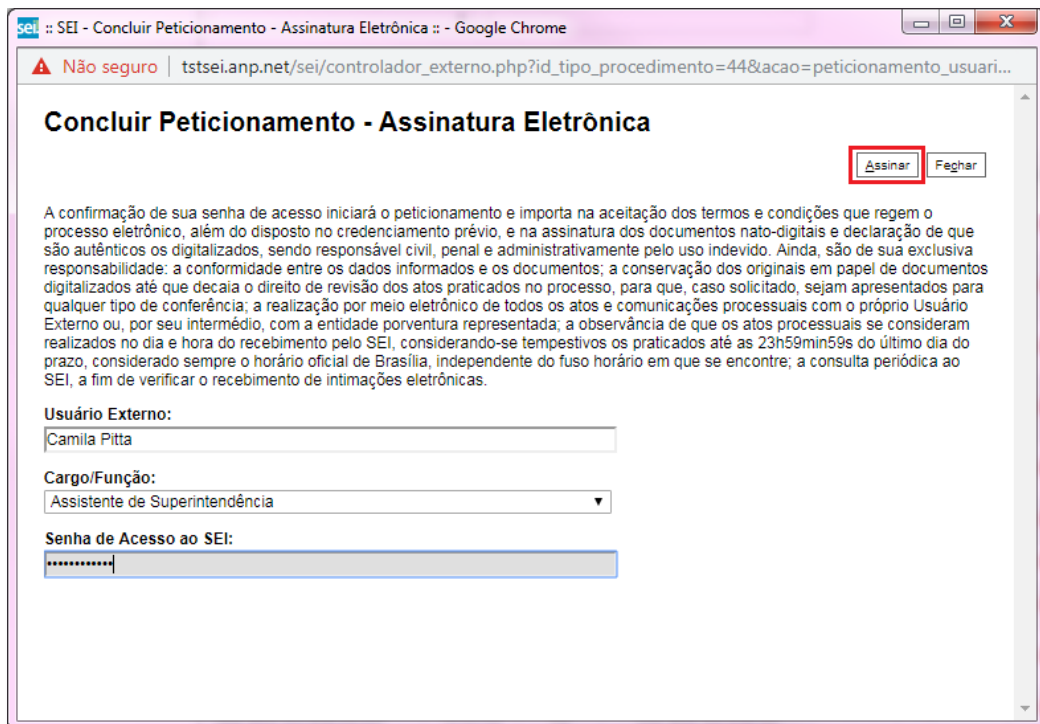 sei :: SEI - Concluir Peticionamento - Assinatura Eletrônica :: - Google Chrome
Não seguro | tstsei.anp.net/sei/controlador_externo.php?id_tipo_procedimento=44&acao=peticionamento_usuari...
Concluir Peticionamento - Assinatura Eletrônica
Assinar Fechar
A confirmação de sua senha de acesso iniciará o peticionamento e importa na aceitação dos termos e condições que regem o
processo eletrônico, além do disposto no credenciamento prévio, e na assinatura dos documentos nato-digitais e declaração de que
são autênticos os digitalizados, sendo responsável civil, penal e administrativamente pelo uso indevido. Ainda, são de sua exclusiva
responsabilidade: a conformidade entre os dados informados e os documentos; a conservação dos originais em papel de documentos
digitalizados até que decaia o direito de revisão dos atos praticados no processo, para que, caso solicitado, sejam apresentados para
qualquer tipo de conferência; a realização por meio eletrônico de todos os atos e comunicações processuais com o próprio Usuário
Externo ou, por seu intermédio, com a entidade porventura representada; a observância de que os atos processuais se consideram
realizados no dia e hora do recebimento pelo SEI, considerando-se tempestivos os praticados até as 23h59min59s do último dia do
prazo, considerado sempre o horário oficial de Brasília, independente do fuso horário em que se encontre; a consulta periódica ao
SEI, a fim de verificar o recebimento de intimações eletrônicas.
Usuário Externo:
Camila Pitta
Cargo/Função:
Assistente de Superintendência
Senha de Acesso ao SEI:
••••••••••••